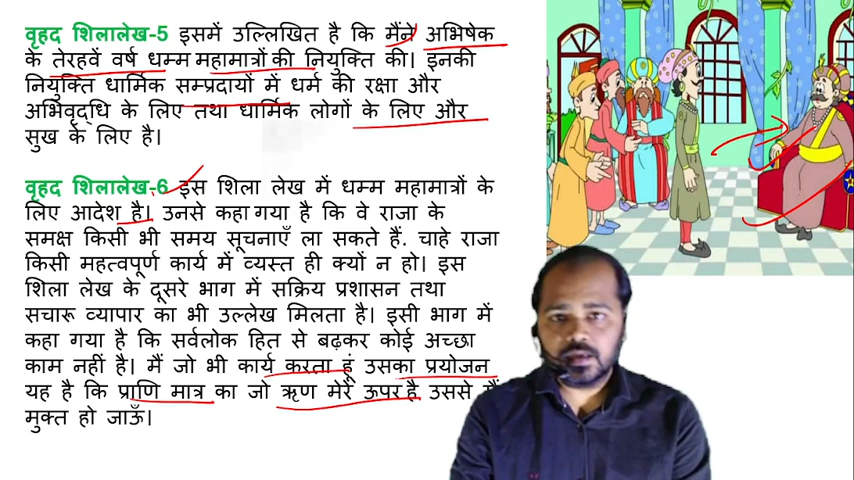 वृहद शिलालेख-5 इसमें उल्लिखित है कि मैंने अभिषेक
के तेरहवें वर्ष धम्म महामात्रों की नियुक्ति की। इनकी
नियुक्ति धार्मिक सम्प्रदायों में धर्म की रक्षा और
अभिवृद्धि के लिए तथा धार्मिक लोगों के लिए और
सुख के लिए है।
वृहद शिलालेख-6 इस शिला लेख में धम्म महामात्रों के
लिए आदेश है। उनसे कहा गया है कि वे राजा के
समक्ष किसी भी समय सूचनाएँ ला सकते हैं. चाहे राजा
किसी महत्वपूर्ण कार्य में व्यस्त ही क्यों न हो। इस
शिला लेख के दूसरे भाग में सक्रिय प्रशासन तथा
सचारू व्यापार का भी उल्लेख मिलता है। इसी भाग में
कहा गया है कि सर्वलोक हित से बढ़कर कोई अच्छा
काम नहीं है। मैं जो भी कार्य करता हूं उसका प्रयोजन
यह है कि प्राणि मात्र का जो ऋण मेरे ऊपर है उससे मैं
मुक्त हो जाऊँ।